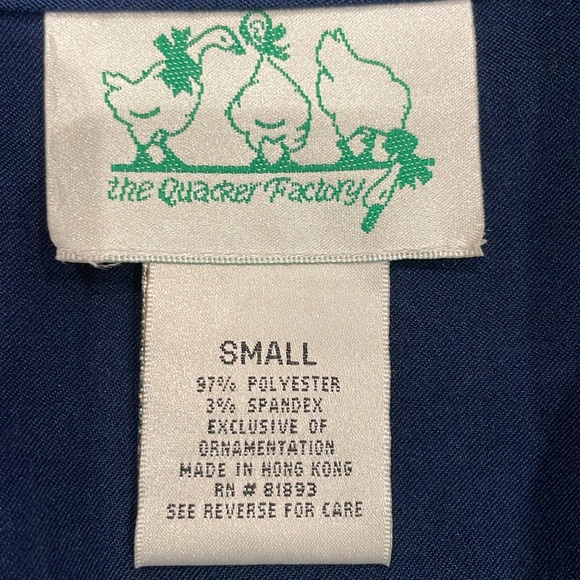 the Quacker Factory
SMALL
97% POLYESTER
3% SPANDEX
EXCLUSIVE OF
ORNAMENTATION
MADE IN HONG KONG
RN # 81893
SEE REVERSE FOR CARE